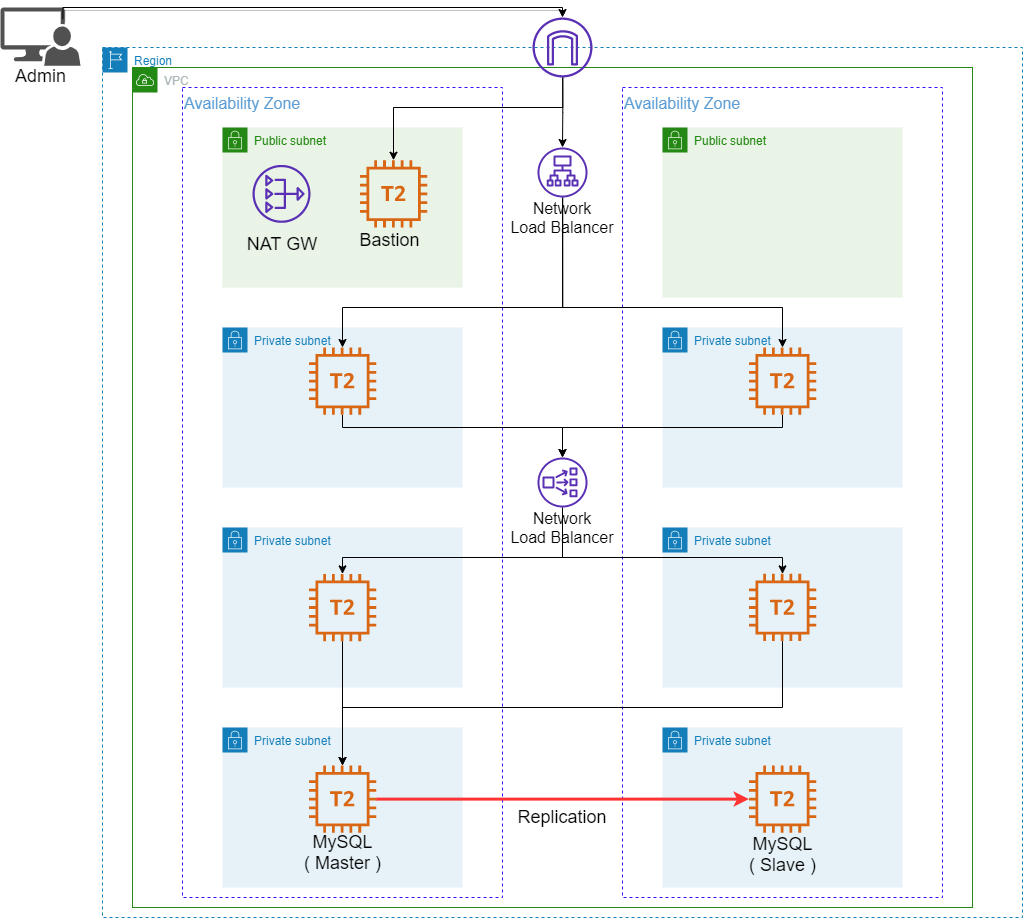 Admin
Region
VPC
Availability Zone
Availability Zone
Public subnet
Public subnet
T2
NAT GW
Bastion
Network
Load Balancer
Private subnet
Private subnet
T2
T2
Network
Load Balancer
Private subnet
Private subnet
T2
T2
Private subnet
Private subnet
T2
T2
Replication
MySQL
( Master )
MySQL
( Slave )